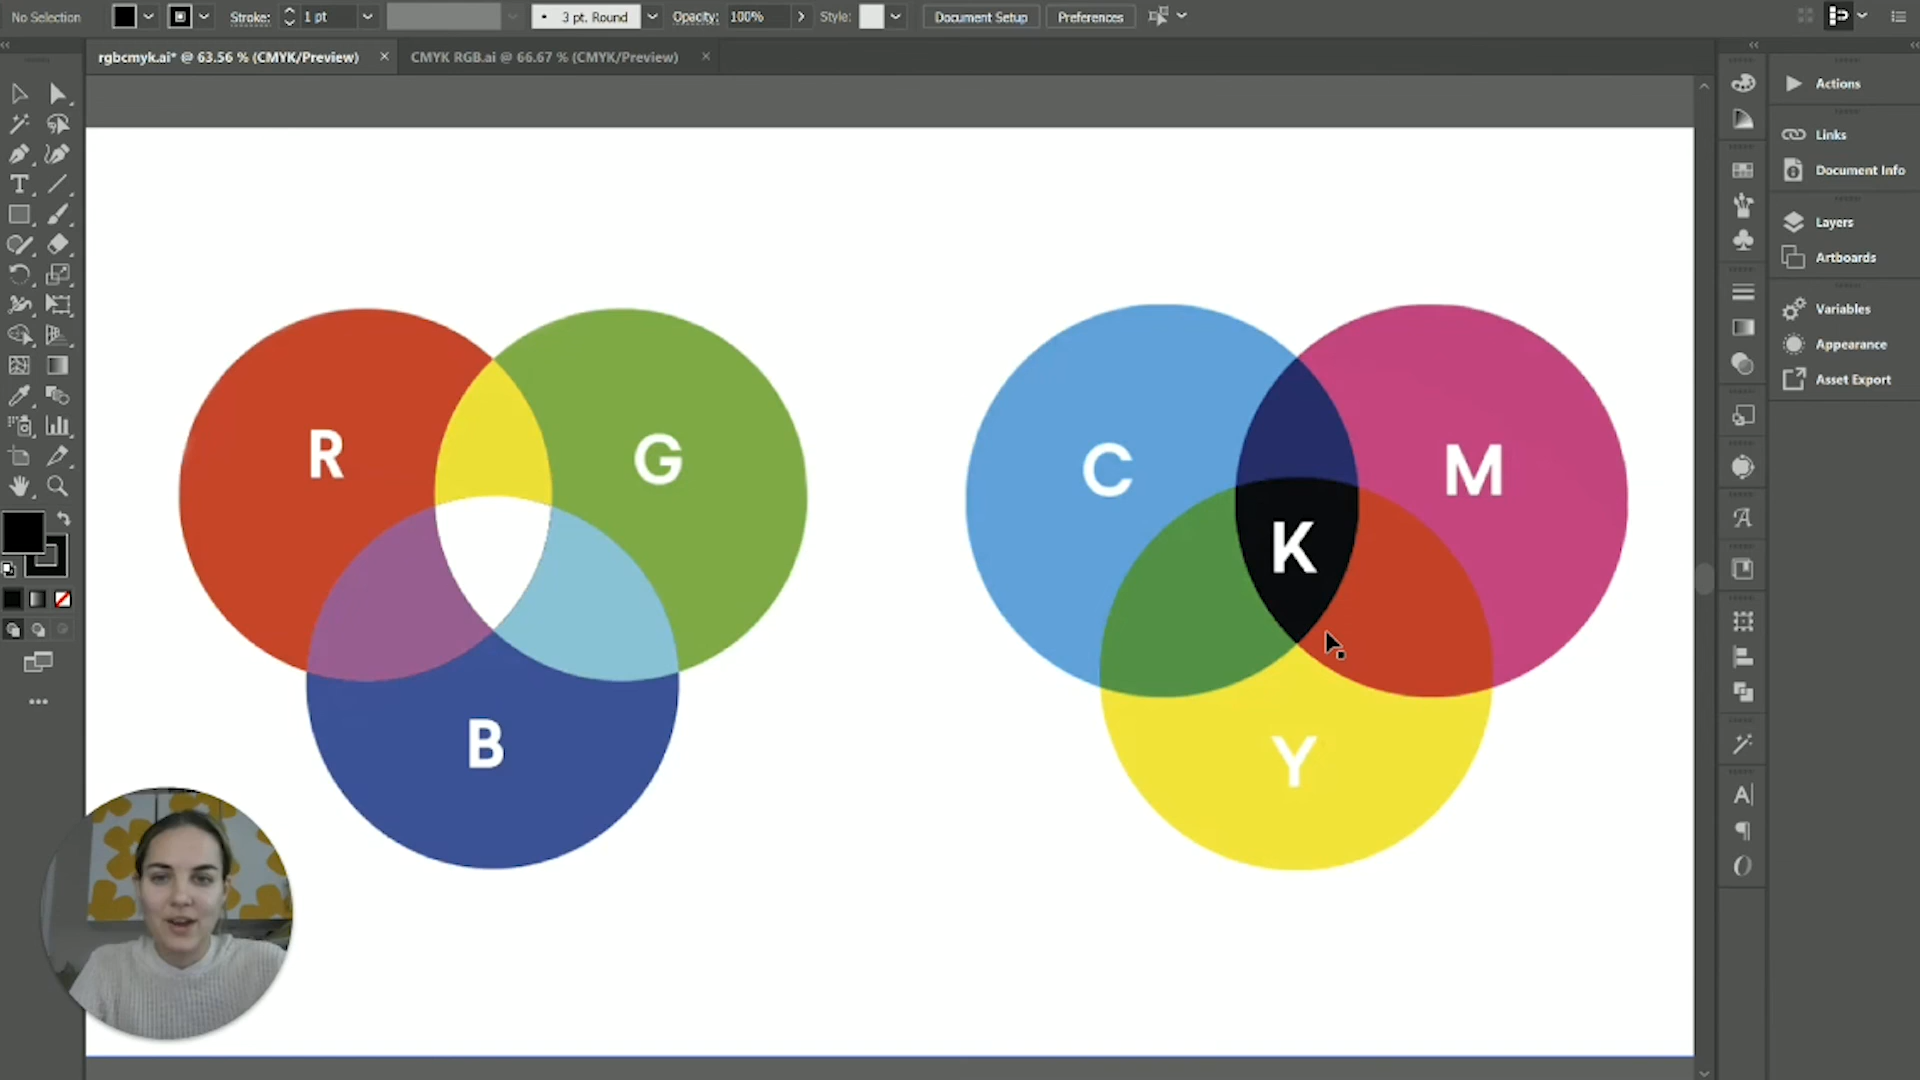 No Selection Stroke: 1 pt 3 pt. Round Opacity: 100% Style: Document Setup Preferences
rgbcmyk.ai* @ 63.56 % (CMYK/Preview) × CMYK RGB.ai @ 66.67 % (CMYK/Preview) ×
Actions
Links
Document Info
Layers
Artboards
Variables
Appearance
Asset Export
R
G
B
C
M
K
Y